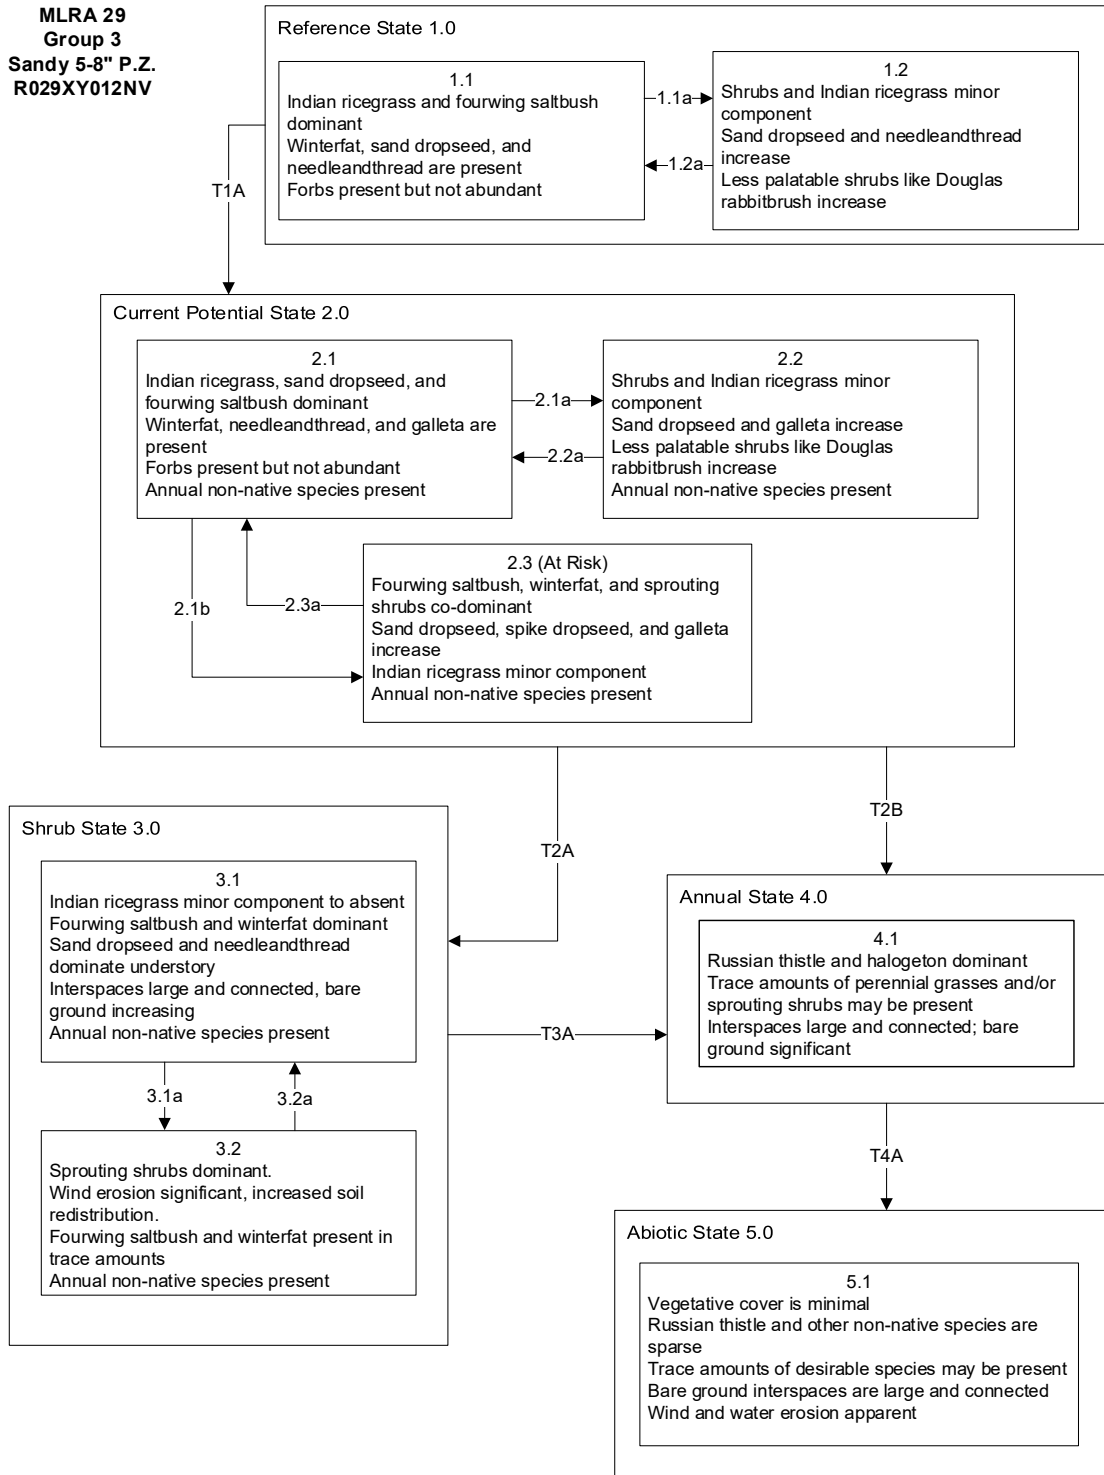 MLRA 29
Group 3
Sandy 5-8" P.Z.
R029XY012NV
Reference State 1.0
1.1
Indian ricegrass and fourwing saltbush
dominant
Winterfat, sand dropseed, and
needleandthread are present
Forbs present but not abundant
1.1a
1.2a
1.2
Shrubs and Indian ricegrass minor
component
Sand dropseed and needleandthread
increase
Less palatable shrubs like Douglas
rabbitbrush increase
T1A
Current Potential State 2.0
2.1
Indian ricegrass, sand dropseed, and
fourwing saltbush dominant
Winterfat, needleandthread, and galleta are
present
Forbs present but not abundant
Annual non-native species present
2.1a
2.2a
2.2
Shrubs and Indian ricegrass minor
component
Sand dropseed and galleta increase
Less palatable shrubs like Douglas
rabbitbrush increase
Annual non-native species present
2.1b
2.3a
2.3 (At Risk)
Fourwing saltbush, winterfat, and sprouting
shrubs co-dominant
Sand dropseed, spike dropseed, and galleta
increase
Indian ricegrass minor component
Annual non-native species present
T2A
T2B
Shrub State 3.0
3.1
Indian ricegrass minor component to absent
Fourwing saltbush and winterfat dominant
Sand dropseed and needleandthread
dominate understory
Interspaces large and connected, bare
ground increasing
Annual non-native species present
3.1a
3.2a
3.2
Sprouting shrubs dominant.
Wind erosion significant, increased soil
redistribution.
Fourwing saltbush and winterfat present in
trace amounts
Annual non-native species present
T3A
Annual State 4.0
4.1
Russian thistle and halogeton dominant
Trace amounts of perennial grasses and/or
sprouting shrubs may be present
Interspaces large and connected; bare
ground significant
T4A
Abiotic State 5.0
5.1
Vegetative cover is minimal
Russian thistle and other non-native species are
sparse
Trace amounts of desirable species may be present
Bare ground interspaces are large and connected
Wind and water erosion apparent